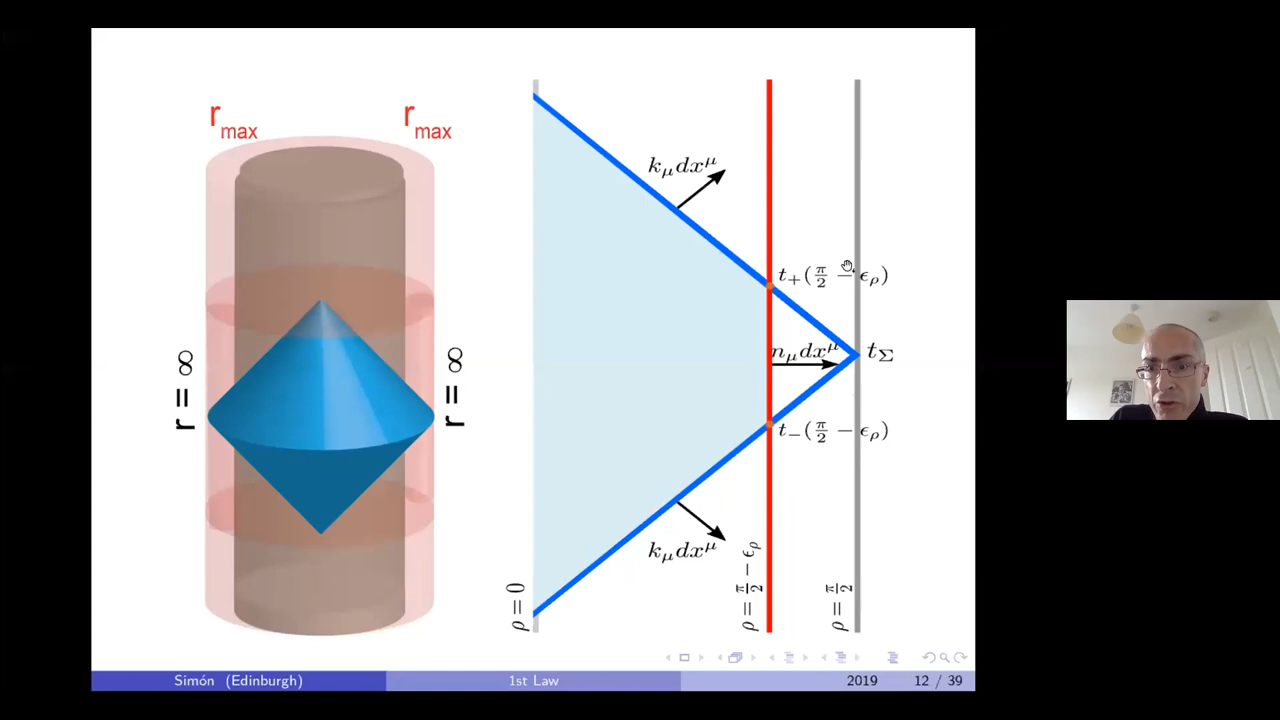 r_max r_max
r = ∞
r = ∞
k_μ dx^μ
t_+(π/2 − ϵ_ρ)
n_μ dx^μ
t_Σ
t_−(π/2 − ϵ_ρ)
k_μ dx^μ
ρ = 0
ρ = π/2 − ϵ_ρ
ρ = π/2
Simón (Edinburgh) 1st Law 2019 12 / 39